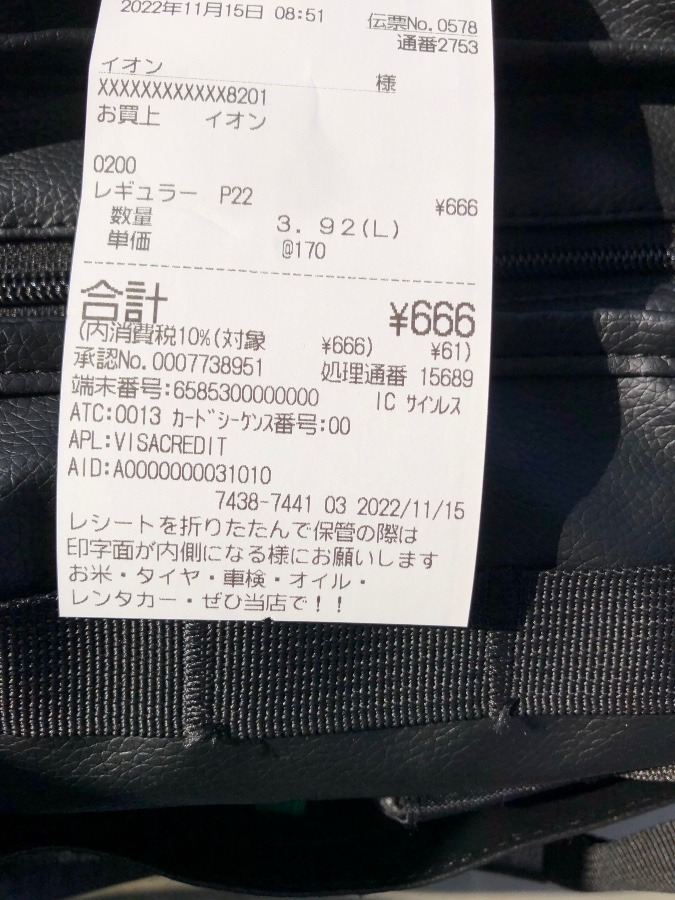 2022年11月15日 08:51 伝票No.0578
通番2753
イオン 様
XXXXXXXXXXXX8201
お買上 イオン
0200
レギュラー P22 ¥666
数量 3.92(L)
単価 @170
合計 ¥666
(内消費税10%(対象 ¥666) ¥61)
承認No.0007738951 処理通番 15689
端末番号:6585300000000 IC サインレス
ATC:0013 カードシーケンス番号:00
APL:VISACREDIT
AID:A0000000031010
7438-7441 03 2022/11/15
レシートを折りたたんで保管の際は
印字面が内側になる様にお願いします
お米・タイヤ・車検・オイル・
レンタカー・ぜひ当店で!!